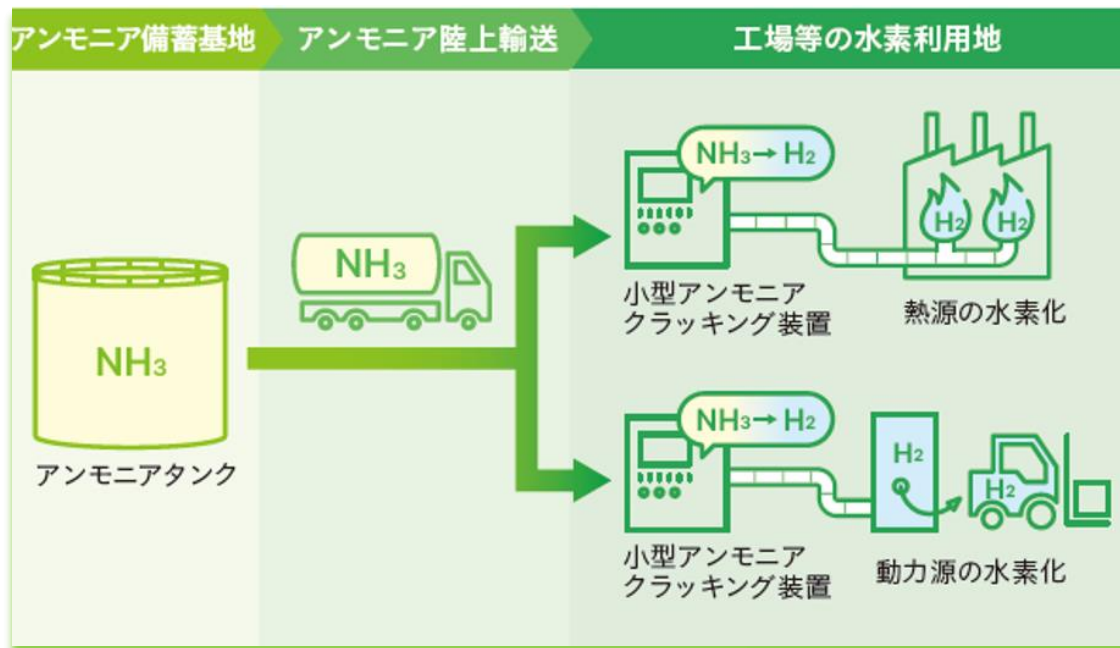 アンモニア備蓄基地
アンモニア陸上輸送
工場等の水素利用地
NH₃
アンモニアタンク
NH₃
NH₃→H₂
小型アンモニア
クラッキング装置
H₂
H₂
熱源の水素化
NH₃→H₂
小型アンモニア
クラッキング装置
H₂
H₂
動力源の水素化